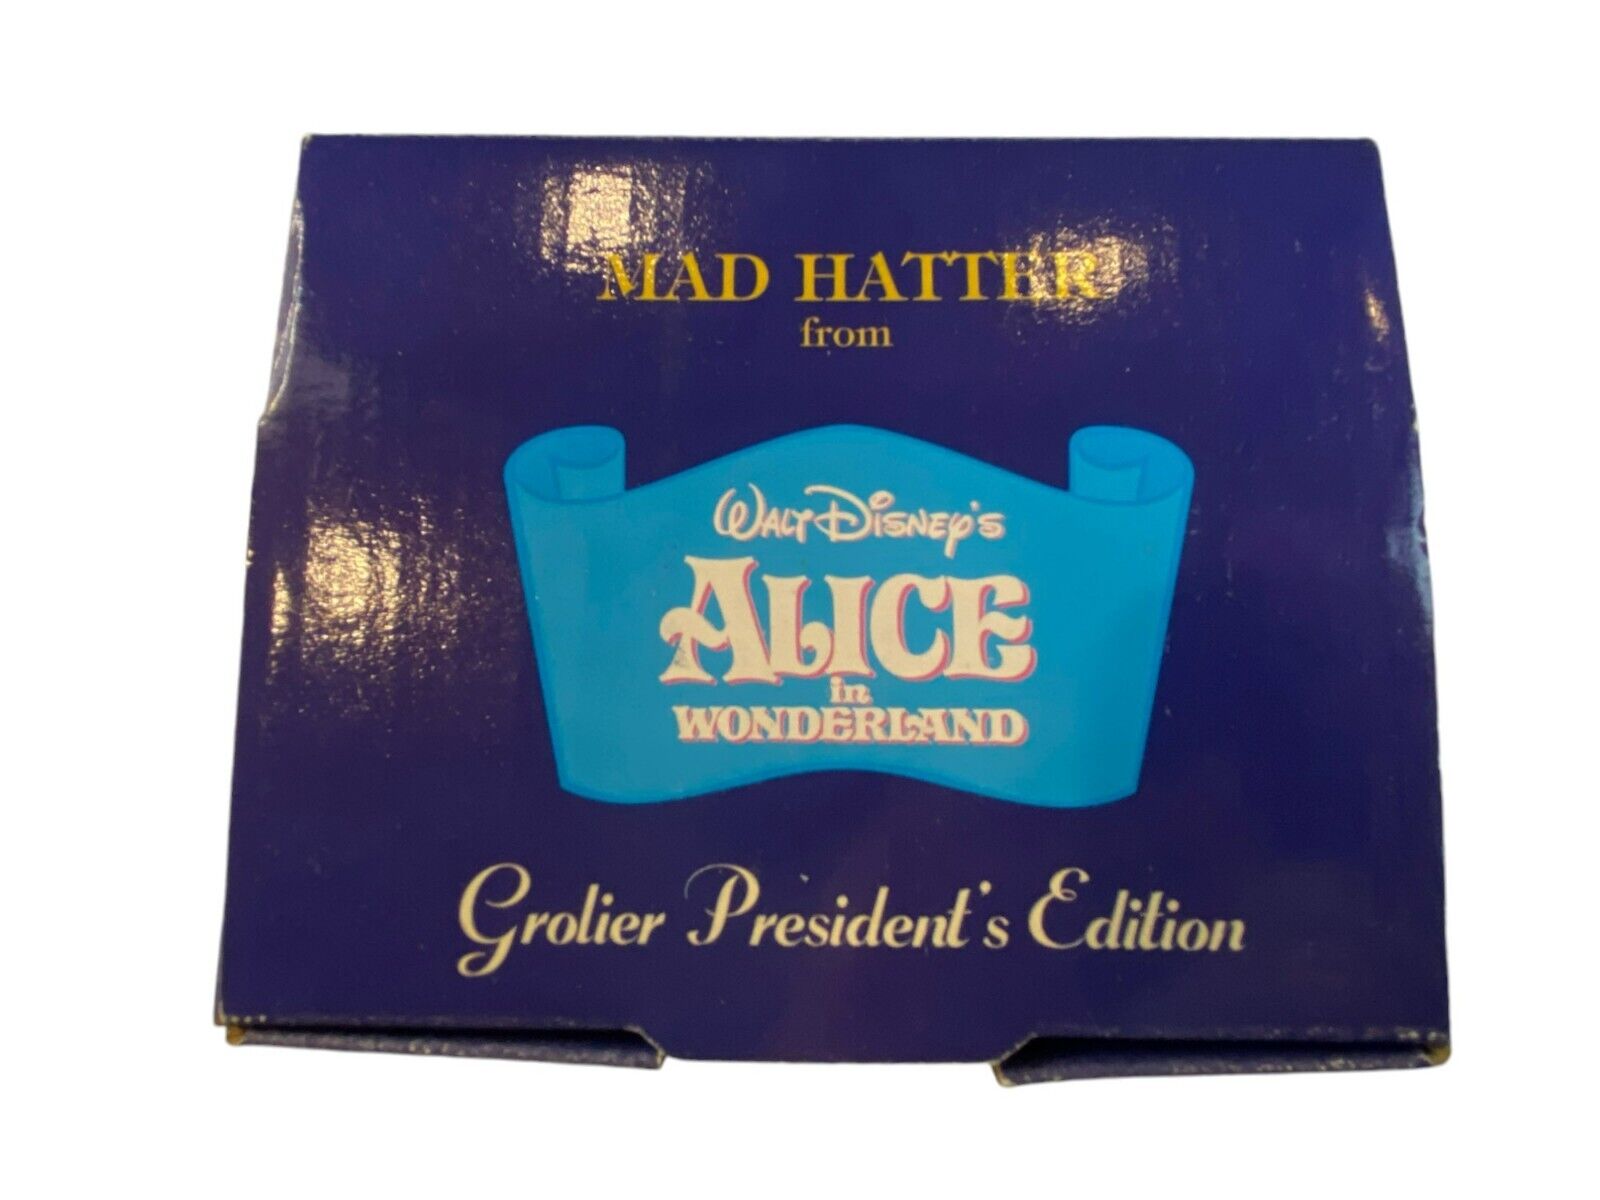 MAD HATTER
from
WALT DISNEY'S
ALICE
in
WONDERLAND
Grolier President's Edition